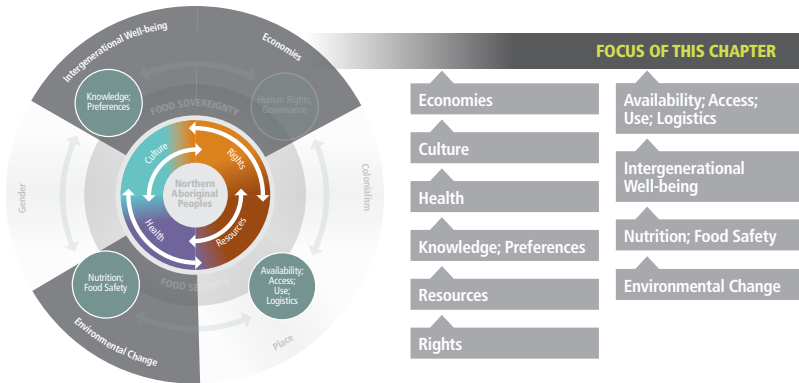 Intergenerational Well-being
Economies
Knowledge;
Preferences
Human Rights;
Governance
FOOD SOVEREIGNTY
Culture
Rights
Northern
Aboriginal
Peoples
Health
Resources
Gender
Colonialism
Nutrition;
Food Safety
FOOD SECURITY
Availability;
Access;
Use;
Logistics
Environmental Change
Place
FOCUS OF THIS CHAPTER
Economies
Culture
Health
Knowledge; Preferences
Resources
Rights
Availability; Access;
Use; Logistics
Intergenerational
Well-being
Nutrition; Food Safety
Environmental Change